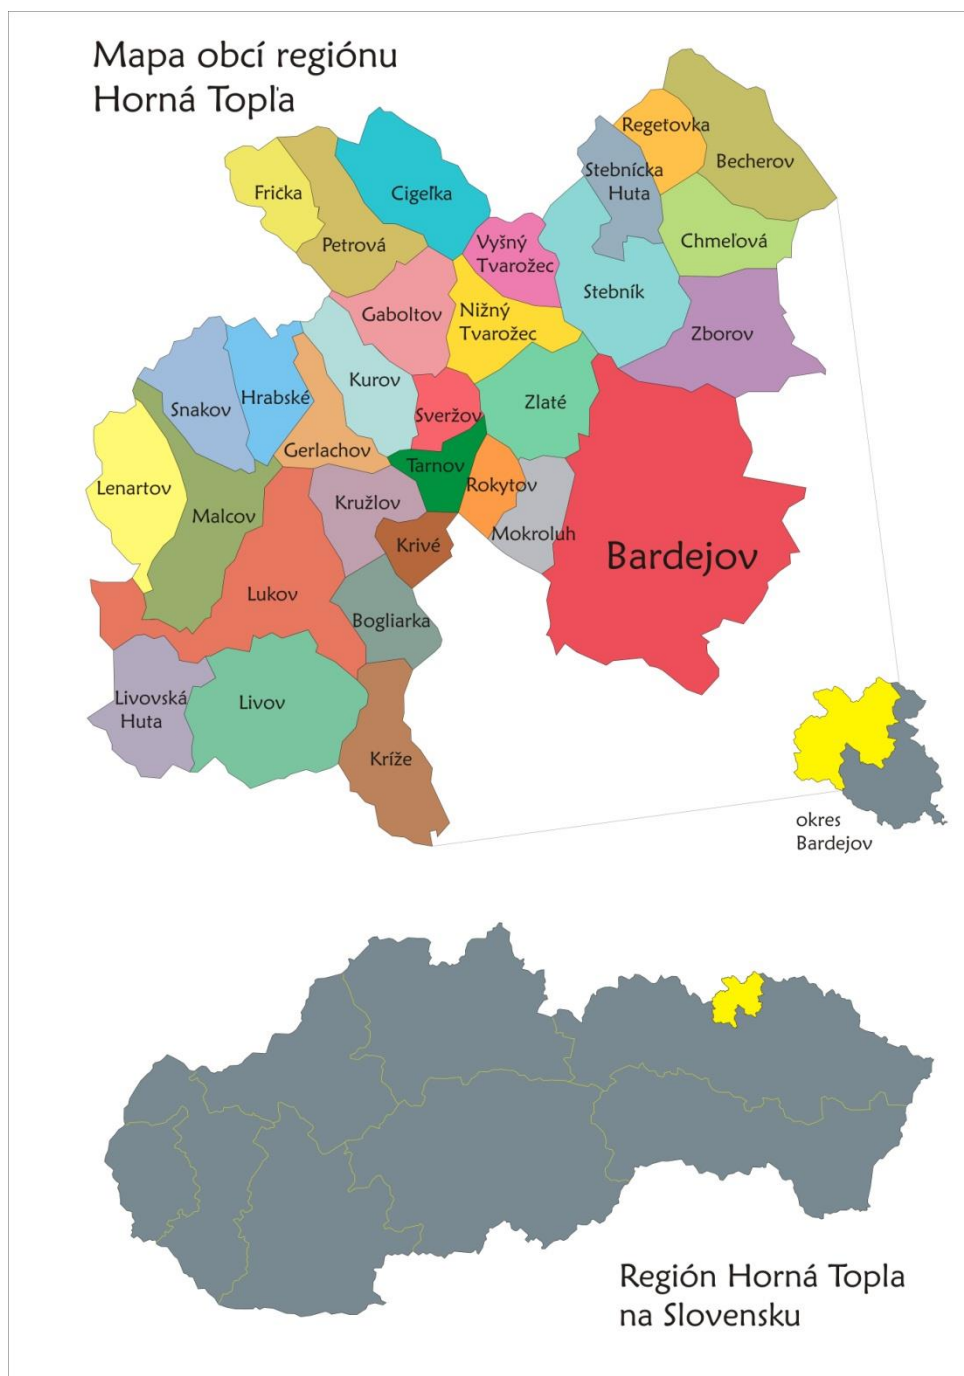 Mapa obcí regiónu
Horná Topľa
Regeťovka
Becherov
Stebnícka
Huta
Frička
Cigeľka
Petrová
Vyšný
Tvarožec
Chmeľová
Stebník
Gaboltov
Nižný
Tvarožec
Zborov
Kurov
Hrabské
Snakov
Sveržov
Zlaté
Gerlachov
Tarnov
Rokytov
Lenartov
Malcov
Kružlov
Mokroluh
Krivé
Bardejov
Lukov
Bogliarka
Livovská
Huta
Livov
Kríže
okres
Bardejov
Región Horná Topla
na Slovensku